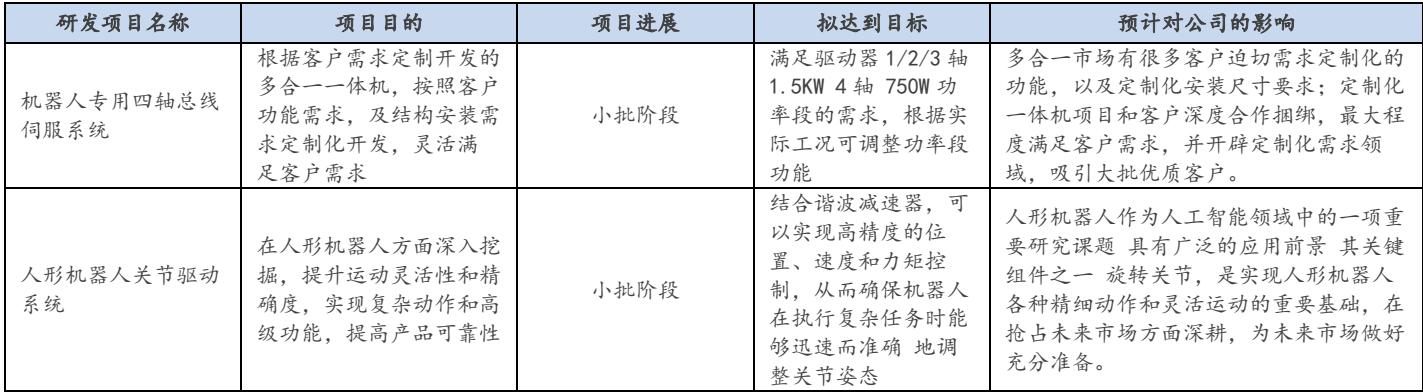 研发项目名称
项目目的
项目进展
拟达到目标
预计对公司的影响
机器人专用四轴总线
伺服系统
根据客户需求定制开发的
多合一一体机，按照客户
功能需求，及结构安装需
求定制化开发，灵活满
足客户需求
小批阶段
满足驱动器 1/2/3 轴
1.5KW 4 轴 750W 功
率段的需求，根据实
际工况可调整功率段
功能
多合一市场有很多客户迫切需求定制化的
功能，以及定制化安装尺寸要求；定制化
一体机项目和客户深度合作捆绑，最大程
度满足客户需求，并开辟定制化需求领
域，吸引大批优质客户。
人形机器人关节驱动
系统
在人形机器人方面深入挖
掘，提升运动灵活性和精
确度，实现复杂动作和高
级功能，提高产品可靠性
小批阶段
结合谐波减速器，可
以实现高精度的位
置、速度和力矩控
制，从而确保机器人
在执行复杂任务时能
够迅速而准确 地调
整关节姿态
人形机器人作为人工智能领域中的一项重
要研究课题 具有广泛的应用前景 其关键
组件之一 旋转关节，是实现人形机器人
各种精细动作和灵活运动的重要基础，在
抢占未来市场方面深耕，为未来市场做好
充分准备。